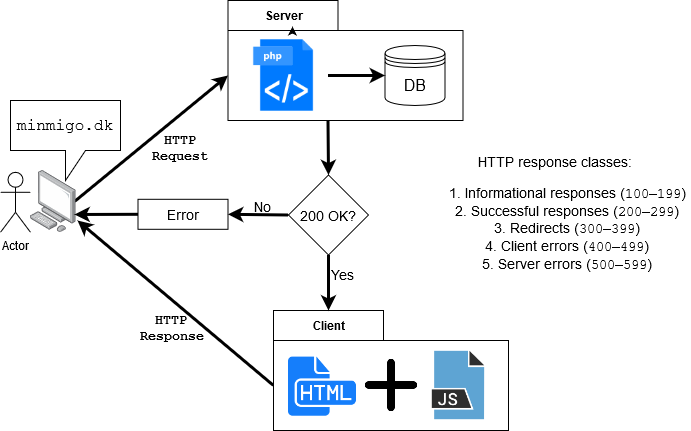 Server
php
</>
DB
minmigo.dk
HTTP
Request
Actor
Error
No
200 OK?
Yes
HTTP
Response
Client
HTML
JS
HTTP response classes:
1. Informational responses (100–199)
2. Successful responses (200–299)
3. Redirects (300–399)
4. Client errors (400–499)
5. Server errors (500–599)